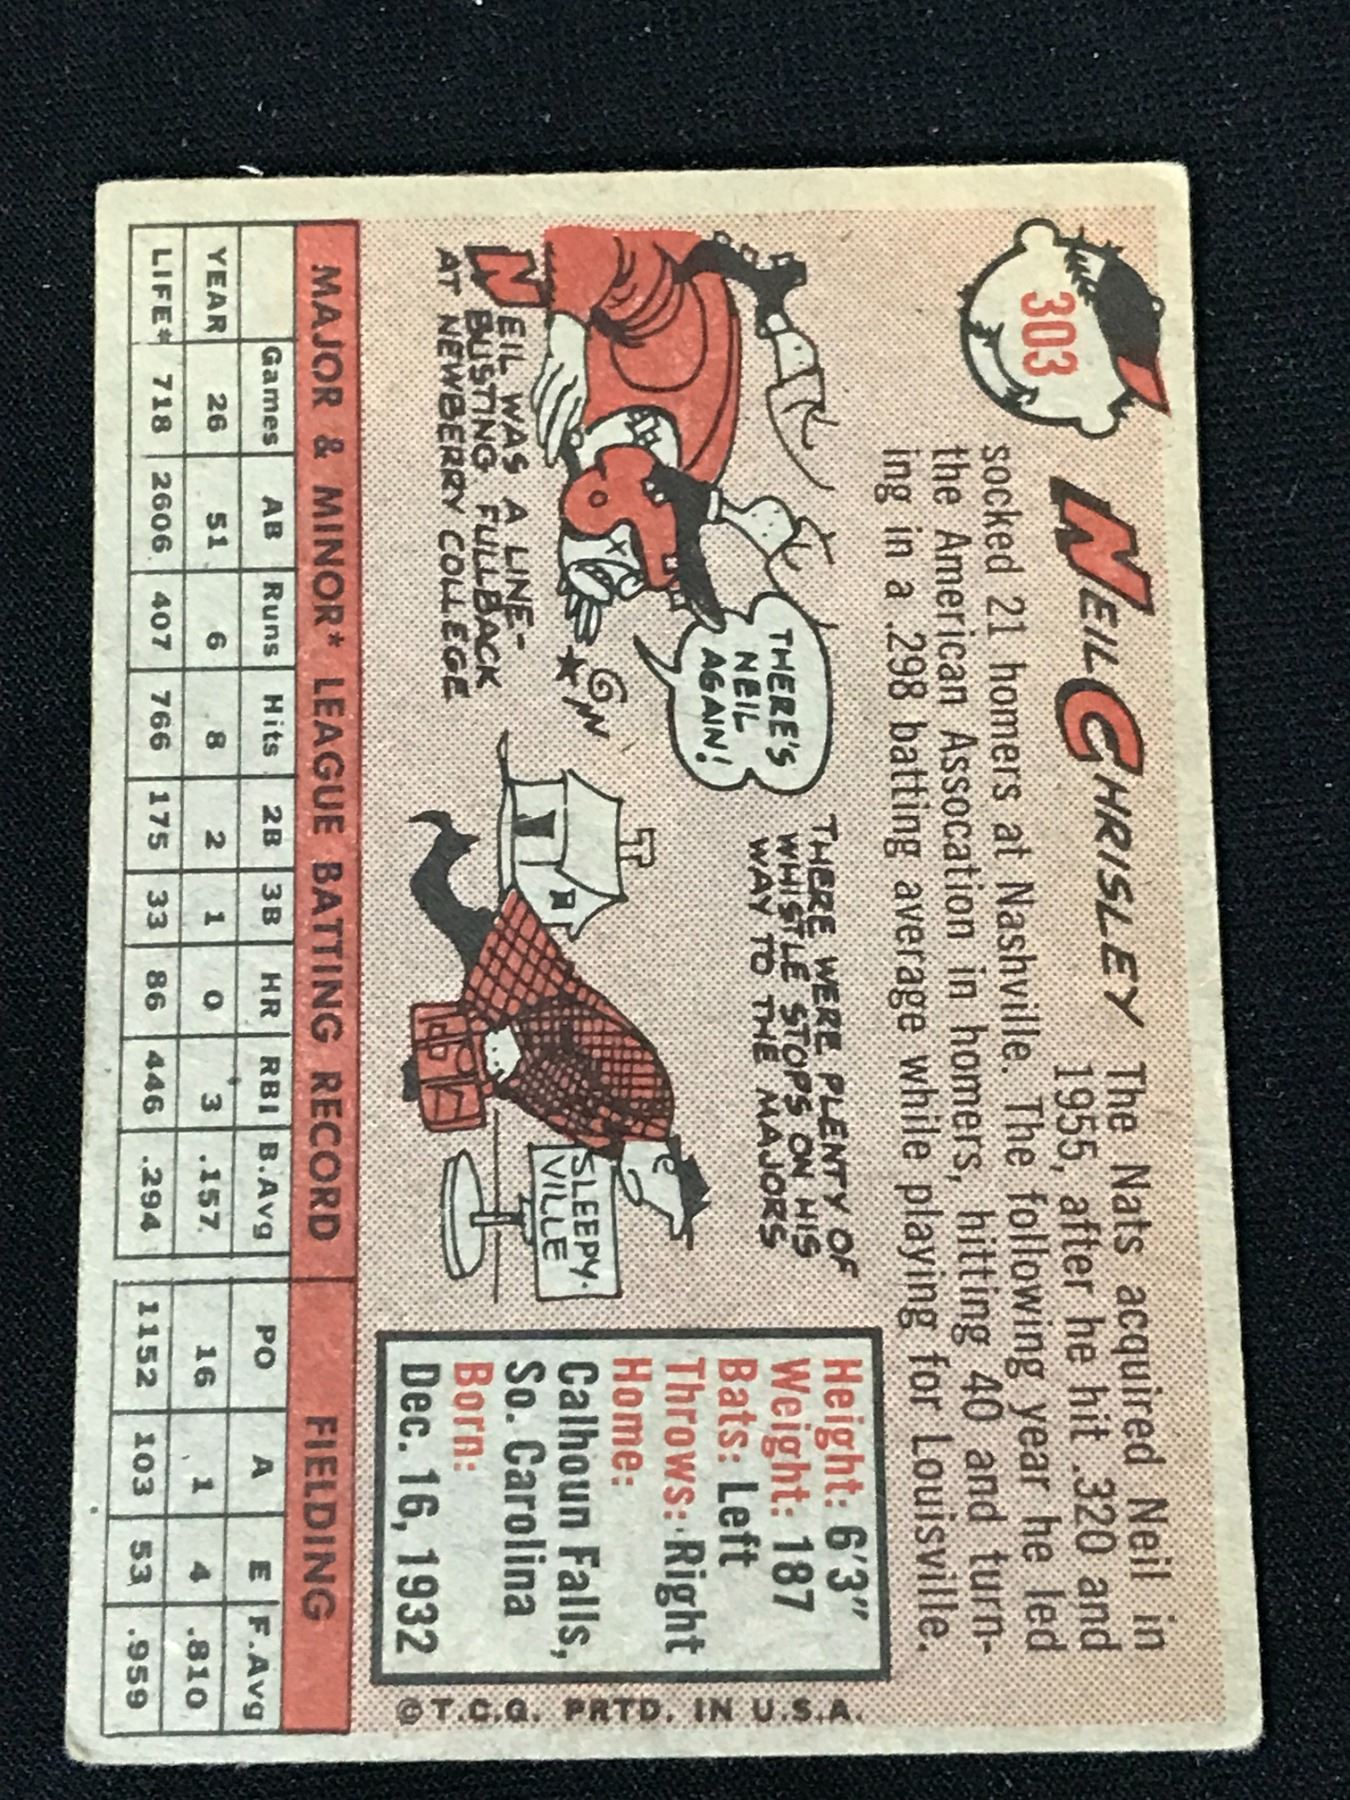 303
NEIL CHRISLEY The Nats acquired Neil in
1955, after he hit .320 and
socked 21 homers at Nashville. The following year he led
the American Assocation in homers, hitting 40 and turn-
ing in a .298 batting average while playing for Louisville.
THERE'S
NEIL
AGAIN!
NEIL WAS A LINE-
BUSTING FULLBACK
AT NEWBERRY COLLEGE
THERE WERE PLENTY OF
WHISTLE STOPS ON HIS
WAY TO THE MAJORS
SLEEPY-
VILLE
Height: 6'3"
Weight: 187
Bats: Left
Throws: Right
Home:
Calhoun Falls,
So. Carolina
Born:
Dec. 16, 1932
© T.C.G. PRTD. IN U.S.A.
MAJOR & MINOR* LEAGUE BATTING RECORD FIELDING
Games AB Runs Hits 2B 3B HR RBI B.Avg PO A E F.Avg
YEAR 26 51 6 8 2 1 0 3 .157 16 1 4 .810
LIFE* 718 2606 407 766 175 33 86 446 .294 1152 103 53 .959